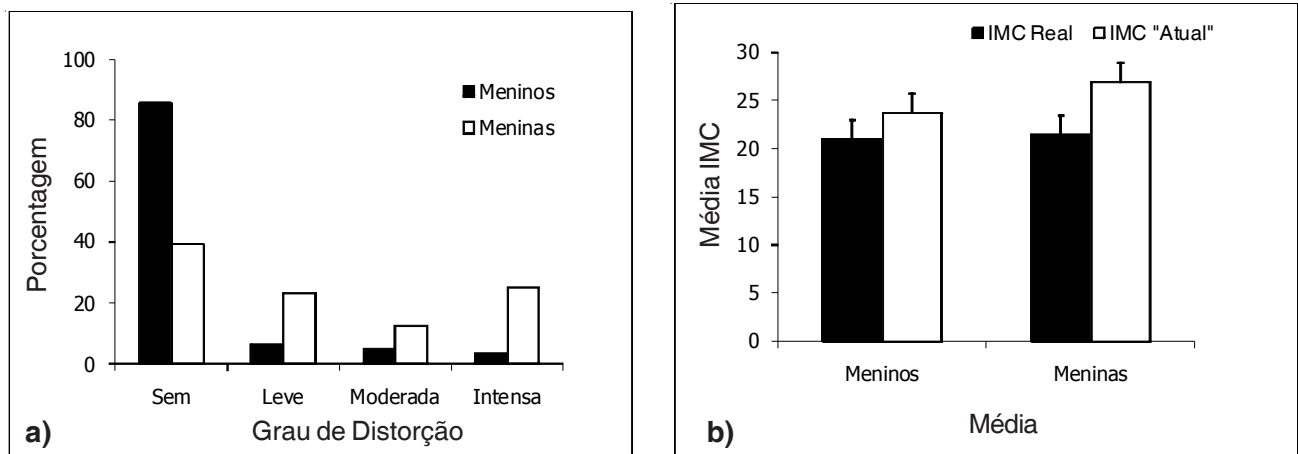 100
80
60
40
20
0
Porcentagem
Meninos
Meninas
Sem Leve Moderada Intensa
Grau de Distorção
a)
IMC Real IMC "Atual"
30
25
20
15
10
5
0
Média IMC
Meninos Meninas
Média
b)